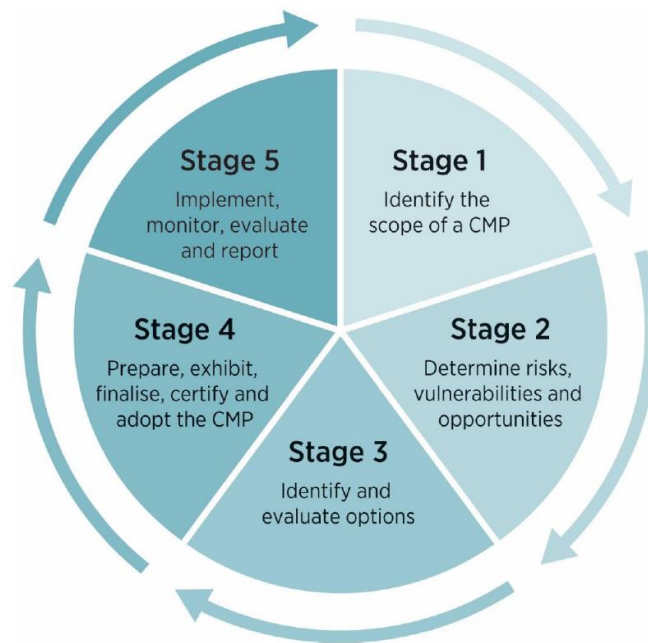 Stage 1
Identify the
scope of a CMP
Stage 2
Determine risks,
vulnerabilities and
opportunities
Stage 3
Identify and
evaluate options
Stage 4
Prepare, exhibit,
finalise, certify and
adopt the CMP
Stage 5
Implement,
monitor, evaluate
and report